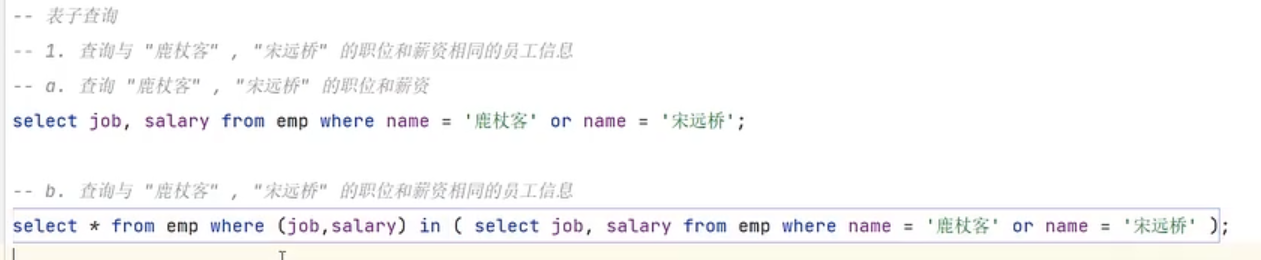 -- 表子查询
-- 1. 查询与 "鹿杖客" , "宋远桥" 的职位和薪资相同的员工信息
-- a. 查询 "鹿杖客" , "宋远桥" 的职位和薪资
select job, salary from emp where name = '鹿杖客' or name = '宋远桥';
-- b. 查询与 "鹿杖客" , "宋远桥" 的职位和薪资相同的员工信息
select * from emp where (job,salary) in ( select job, salary from emp where name = '鹿杖客' or name = '宋远桥' );